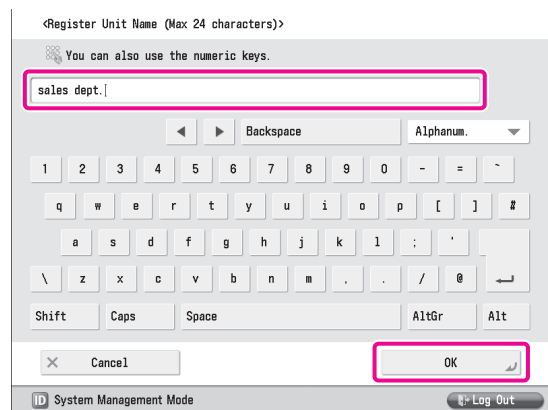 <Register Unit Name (Max 24 characters)>
You can also use the numeric keys.
sales dept.
◀ ▶ Backspace Alphanum.
1 2 3 4 5 6 7 8 9 0 - = ~
q w e r t y u i o p [ ] #
a s d f g h j k l ; '
\ z x c v b n m , . / @
Shift Caps Space AltGr Alt
Cancel OK
ID System Management Mode Log Out